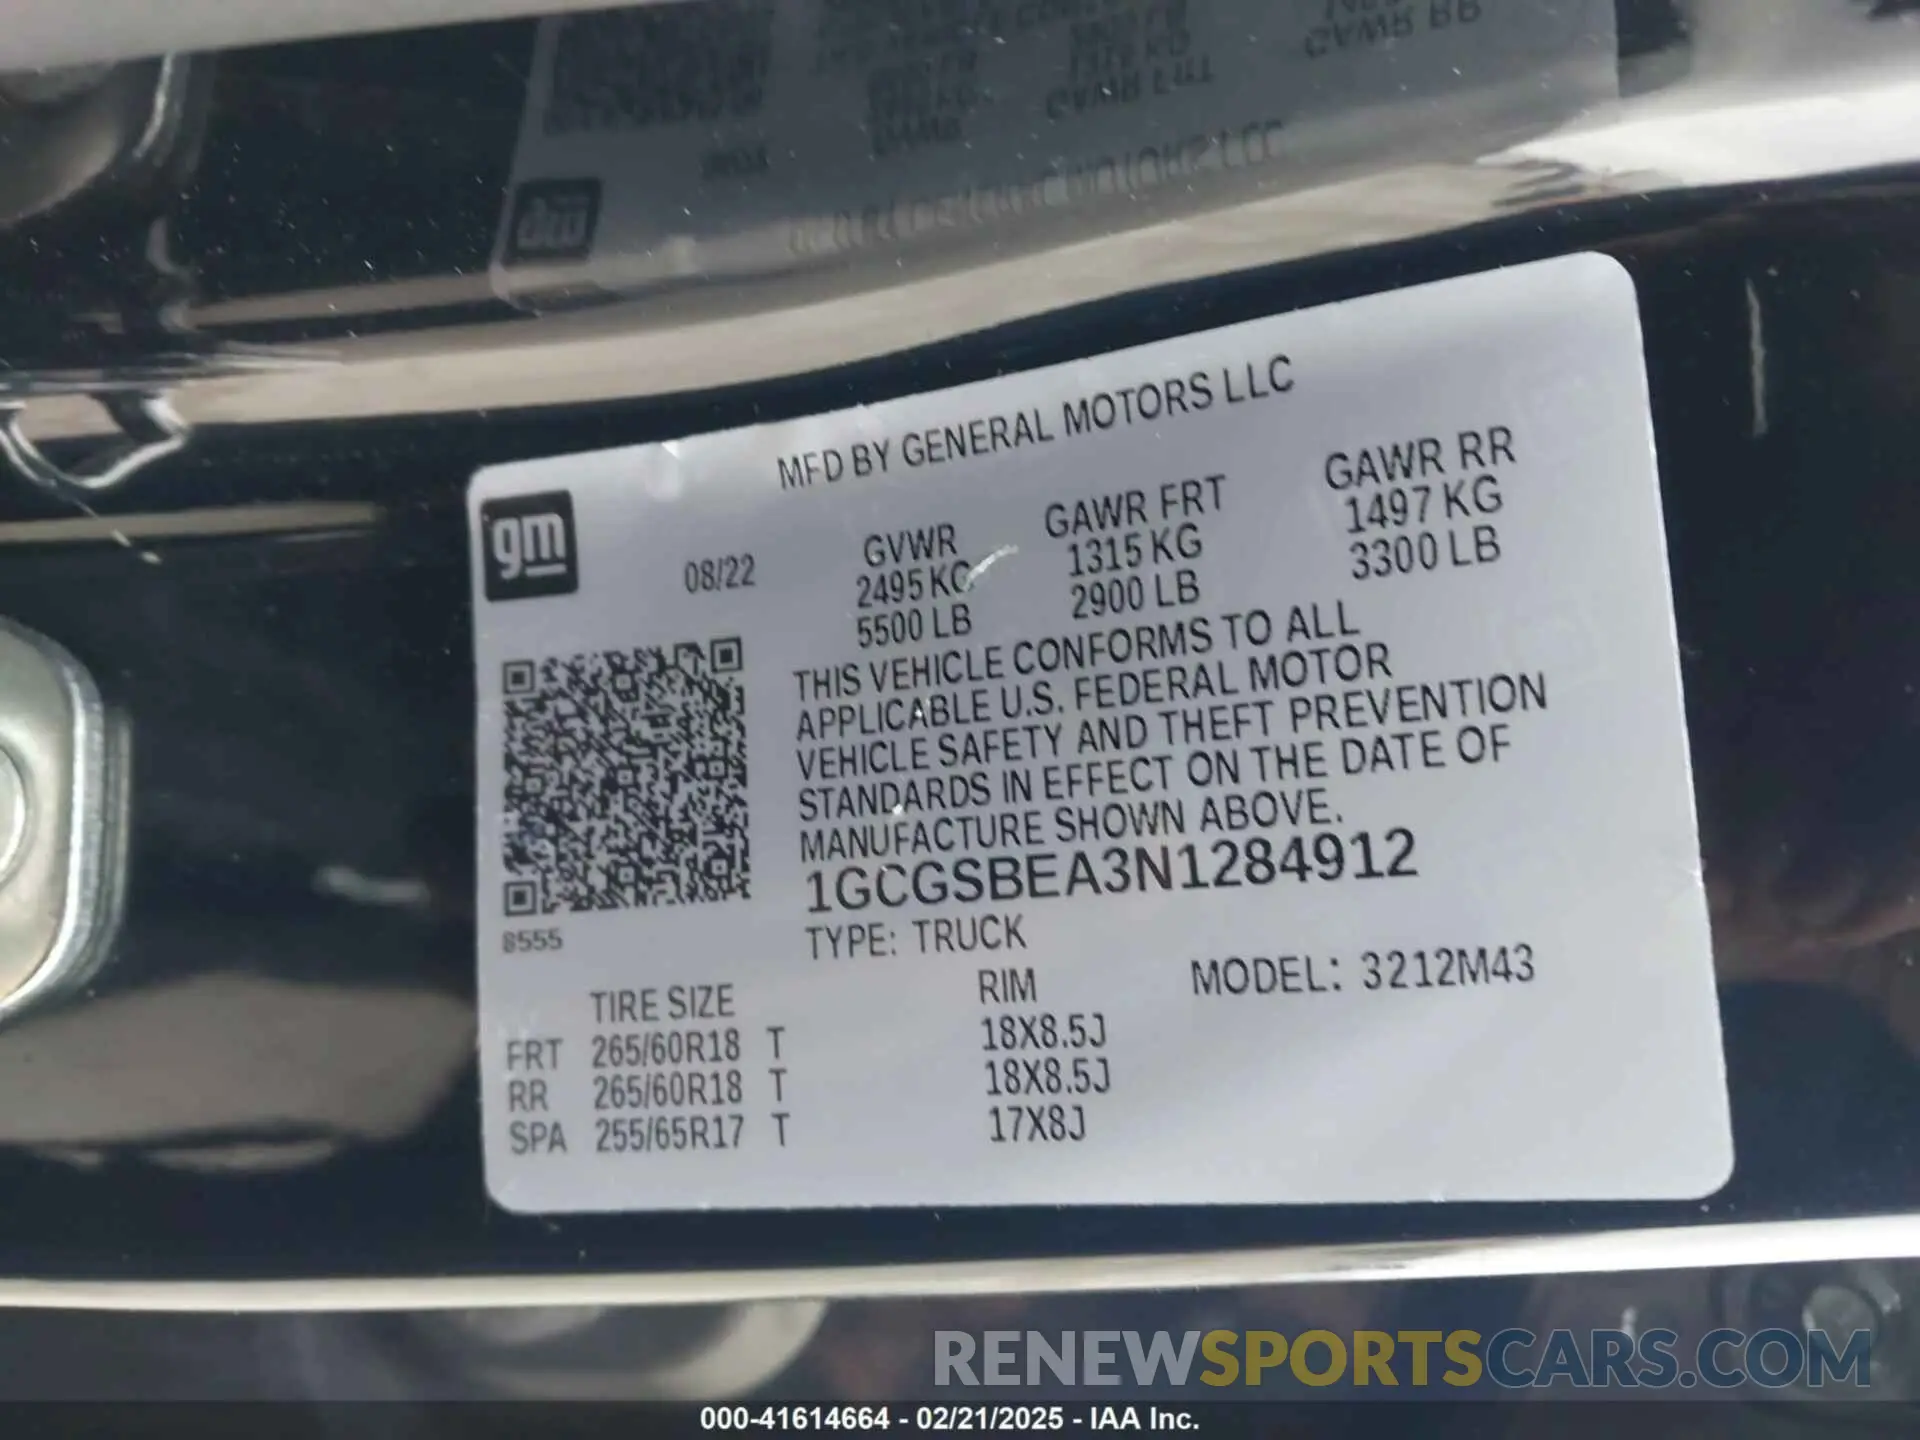 MFD BY GENERAL MOTORS LLC
gm
08/22
GVWR
2495 KG
5500 LB
GAWR FRT
1315 KG
2900 LB
GAWR RR
1497 KG
3300 LB
THIS VEHICLE CONFORMS TO ALL
APPLICABLE U.S. FEDERAL MOTOR
VEHICLE SAFETY AND THEFT PREVENTION
STANDARDS IN EFFECT ON THE DATE OF
MANUFACTURE SHOWN ABOVE.
1GCGSBEA3N1284912
8555
TYPE: TRUCK
MODEL: 3212M43
TIRE SIZE RIM
FRT 265/60R18 T 18X8.5J
RR 265/60R18 T 18X8.5J
SPA 255/65R17 T 17X8J
RENEWSPORTSCARS.COM
000-41614664 - 02/21/2025 - IAA Inc.